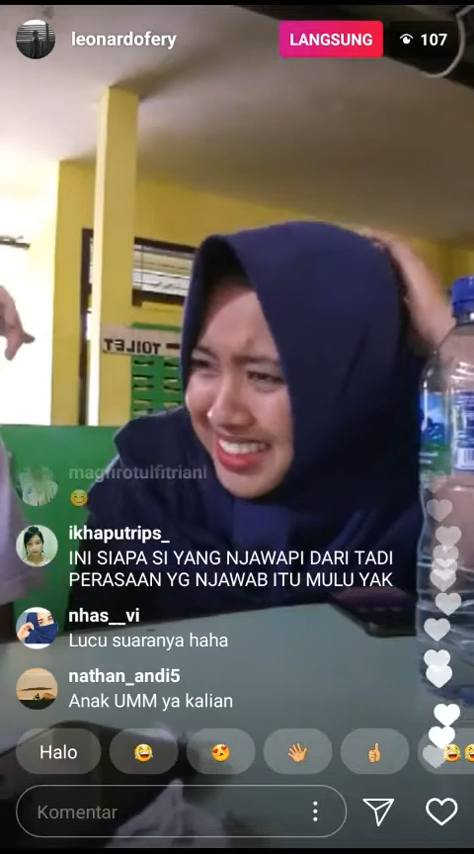 leonardofery
LANGSUNG
107
TOILET
magfirotulfitriani
😊
ikhaputrips_
INI SIAPA SI YANG NJAWAPI DARI TADI
PERASAAN YG NJAWAB ITU MULU YAK
nhas__vi
Lucu suaranya haha
nathan_andi5
Anak UMM ya kalian
Halo
Komentar